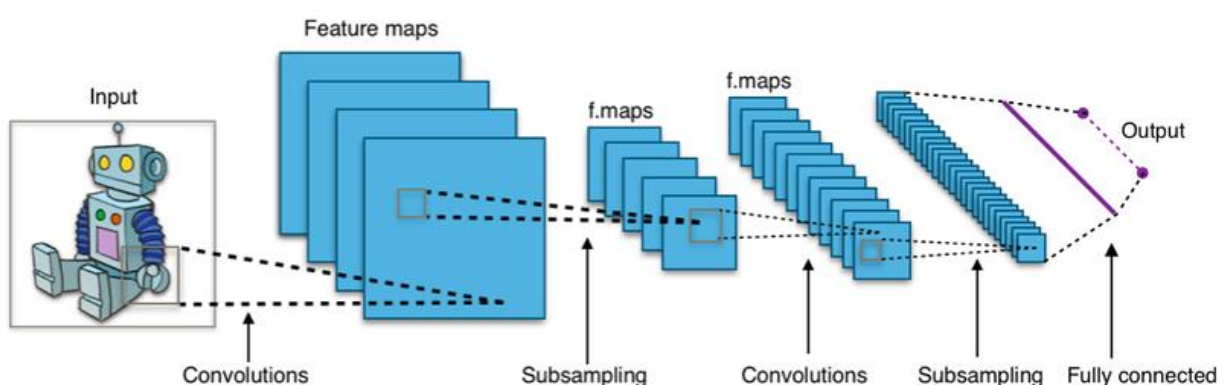 Feature maps
f.maps
Input
f.maps
Output
Convolutions
Subsampling
Convolutions
Subsampling
Fully connected